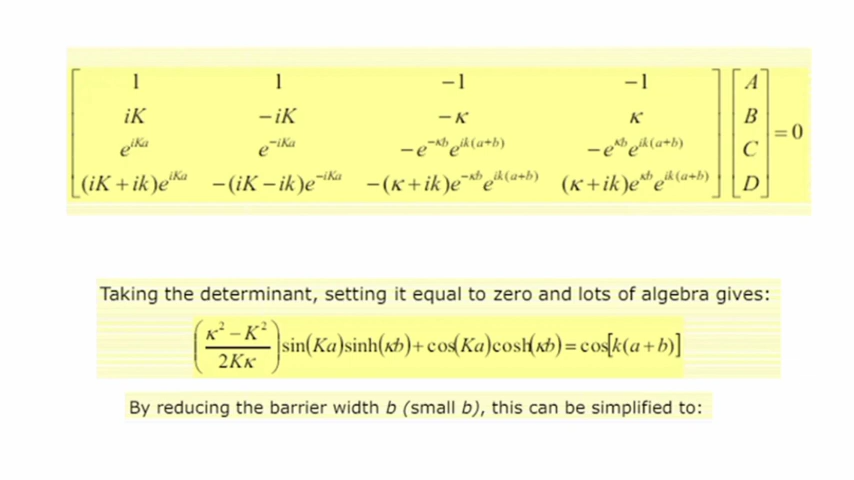 1 1 −1 −1 A
iK −iK −κ κ B
e^{iKa} e^{−iKa} −e^{−κb}e^{ik(a+b)} −e^{κb}e^{ik(a+b)} C = 0
(iK + ik)e^{iKa} −(iK − ik)e^{−iKa} −(κ + ik)e^{−κb}e^{ik(a+b)} (κ + ik)e^{κb}e^{ik(a+b)} D
Taking the determinant, setting it equal to zero and lots of algebra gives:
((κ² − K²)/(2Kκ)) sin(Ka)sinh(κb) + cos(Ka)cosh(κb) = cos[k(a + b)]
By reducing the barrier width b (small b), this can be simplified to: